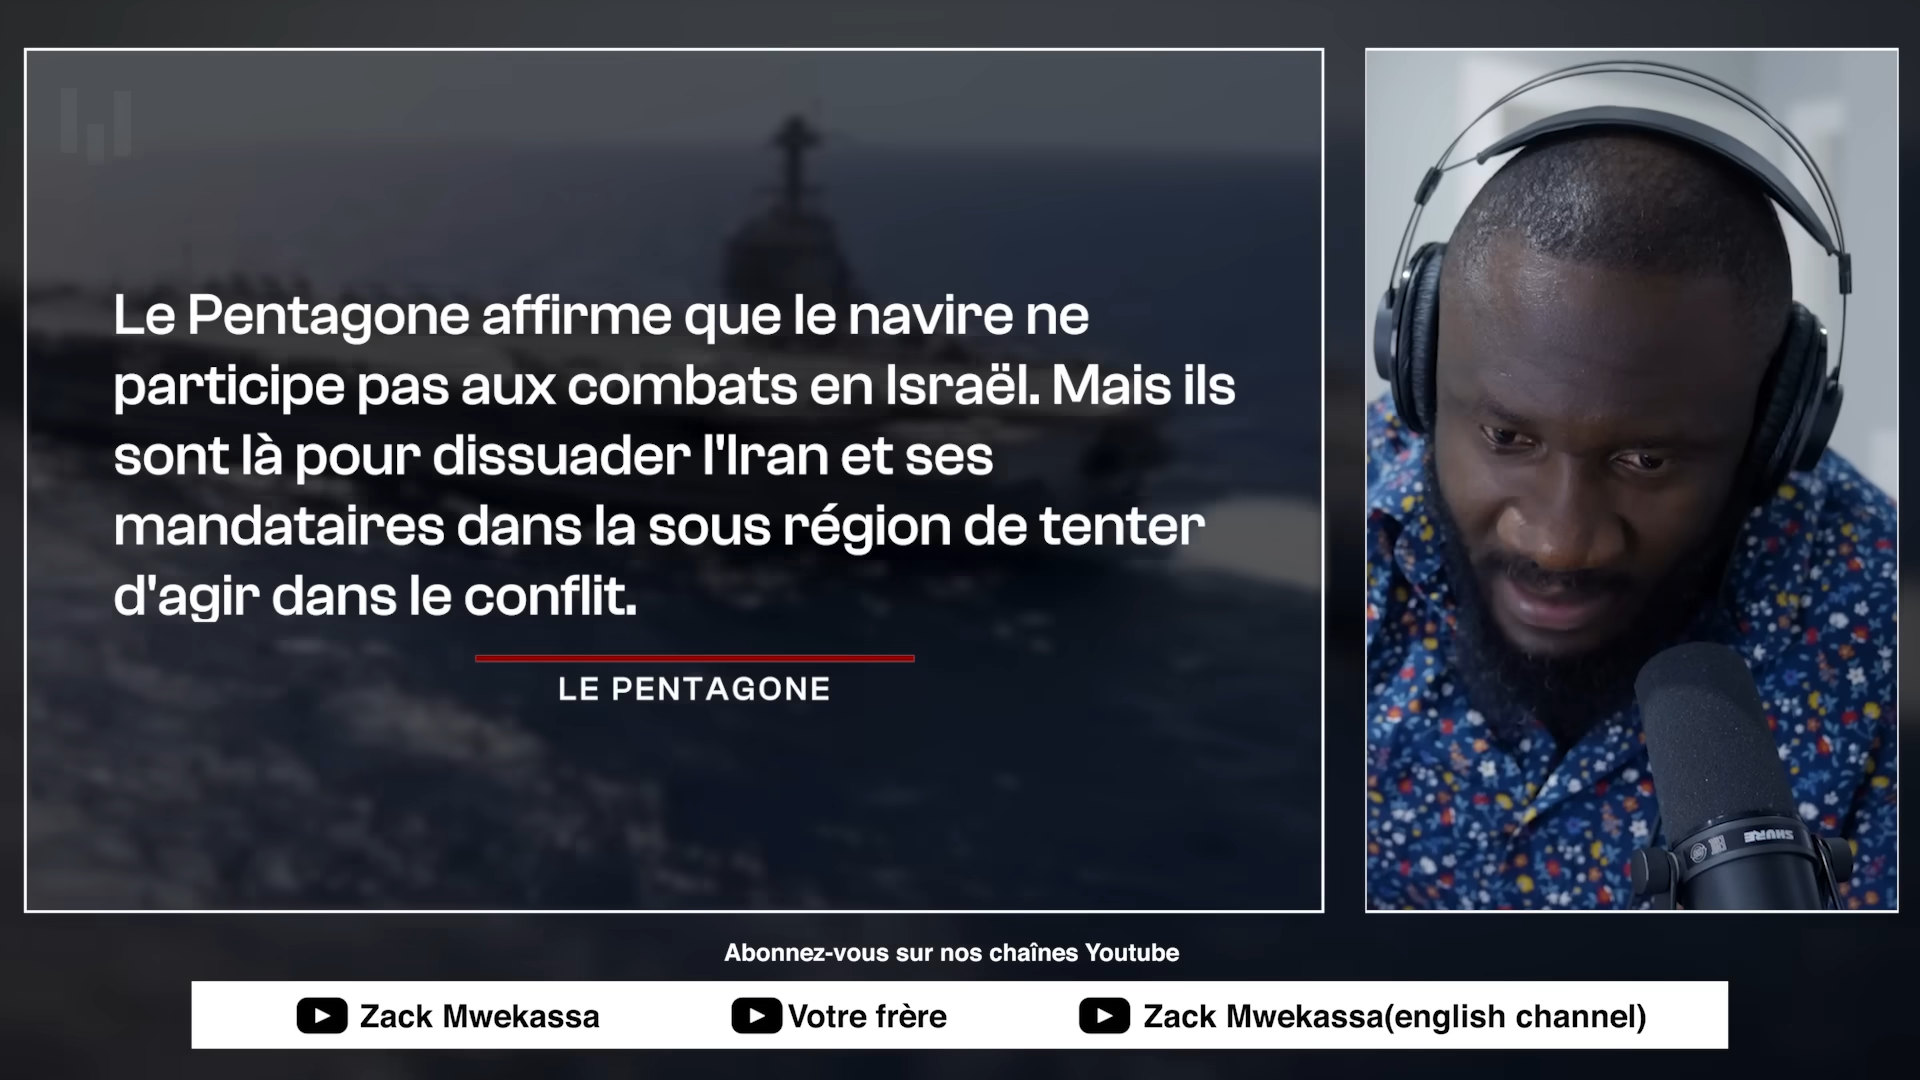 Le Pentagone affirme que le navire ne
participe pas aux combats en Israël. Mais ils
sont là pour dissuader l'Iran et ses
mandataires dans la sous région de tenter
d'agir dans le conflit.
LE PENTAGONE
SHURE
Abonnez-vous sur nos chaînes Youtube
Zack Mwekassa
Votre frère
Zack Mwekassa(english channel)